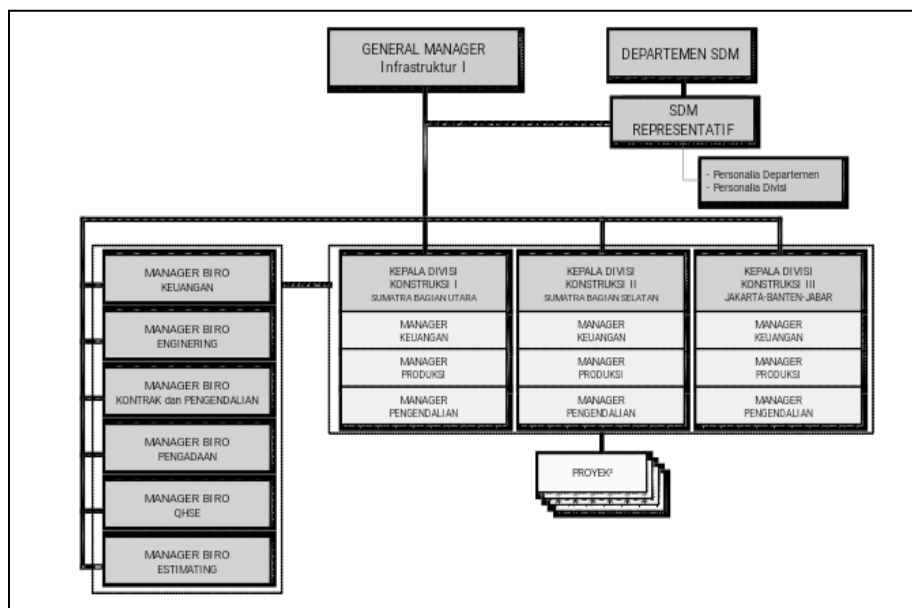 GENERAL MANAGER
Infrastruktur I
DEPARTEMEN SDM
SDM
REPRESENTATIF
- Personalia Departemen
- Personalia Divisi
MANAGER BIRO
KEUANGAN
MANAGER BIRO
ENGINERING
MANAGER BIRO
KONTRAK dan PENGENDALIAN
MANAGER BIRO
PENGADAAN
MANAGER BIRO
QHSE
MANAGER BIRO
ESTIMATING
KEPALA DIVISI
KONSTRUKSI I
SUMATRA BAGIAN UTARA
MANAGER
KEUANGAN
MANAGER
PRODUKSI
MANAGER
PENGENDALIAN
KEPALA DIVISI
KONSTRUKSI II
SUMATRA BAGIAN SELATAN
MANAGER
KEUANGAN
MANAGER
PRODUKSI
MANAGER
PENGENDALIAN
KEPALA DIVISI
KONSTRUKSI III
JAKARTA-BANTEN-JABAR
MANAGER
KEUANGAN
MANAGER
PRODUKSI
MANAGER
PENGENDALIAN
PROYEK²